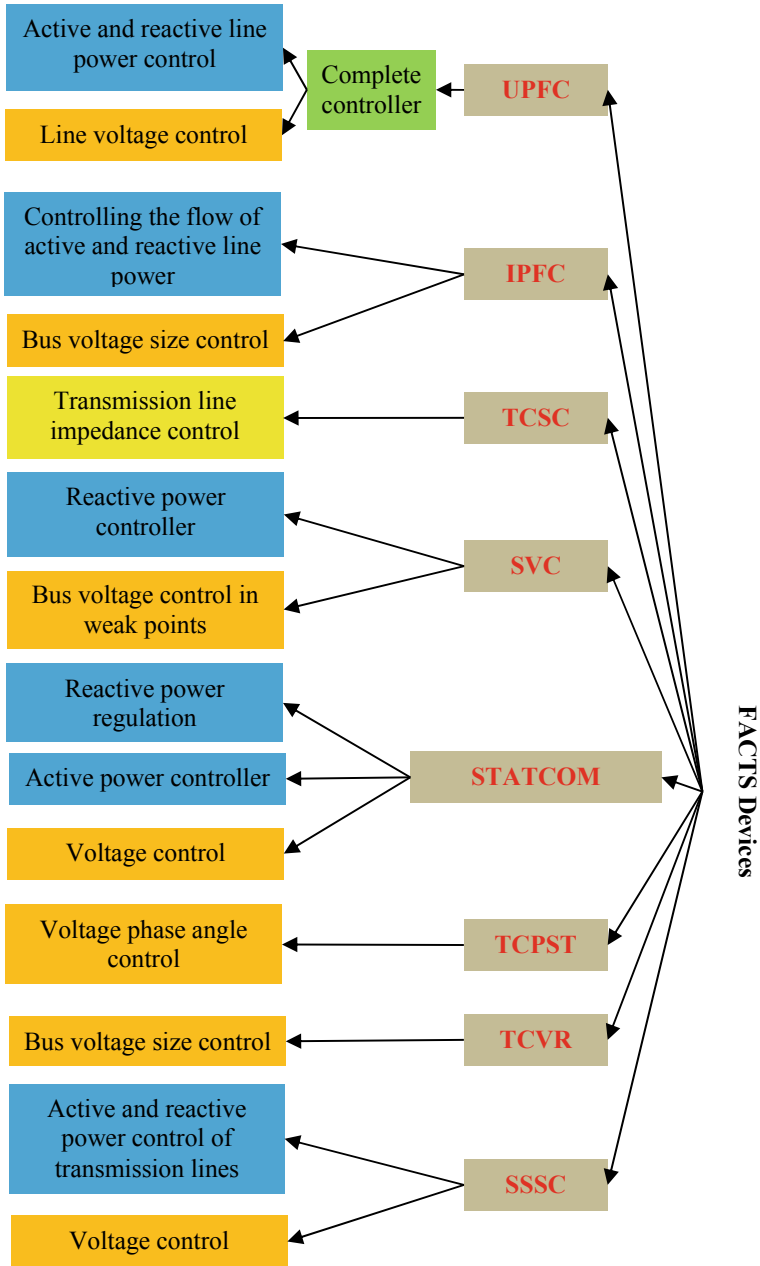 Active and reactive line
power control
Complete
controller
UPFC
Line voltage control
Controlling the flow of
active and reactive line
power
IPFC
Bus voltage size control
Transmission line
impedance control
TCSC
Reactive power
controller
SVC
Bus voltage control in
weak points
Reactive power
regulation
Active power controller
STATCOM
Voltage control
FACTS Devices
Voltage phase angle
control
TCPST
Bus voltage size control
TCVR
Active and reactive
power control of
transmission lines
SSSC
Voltage control